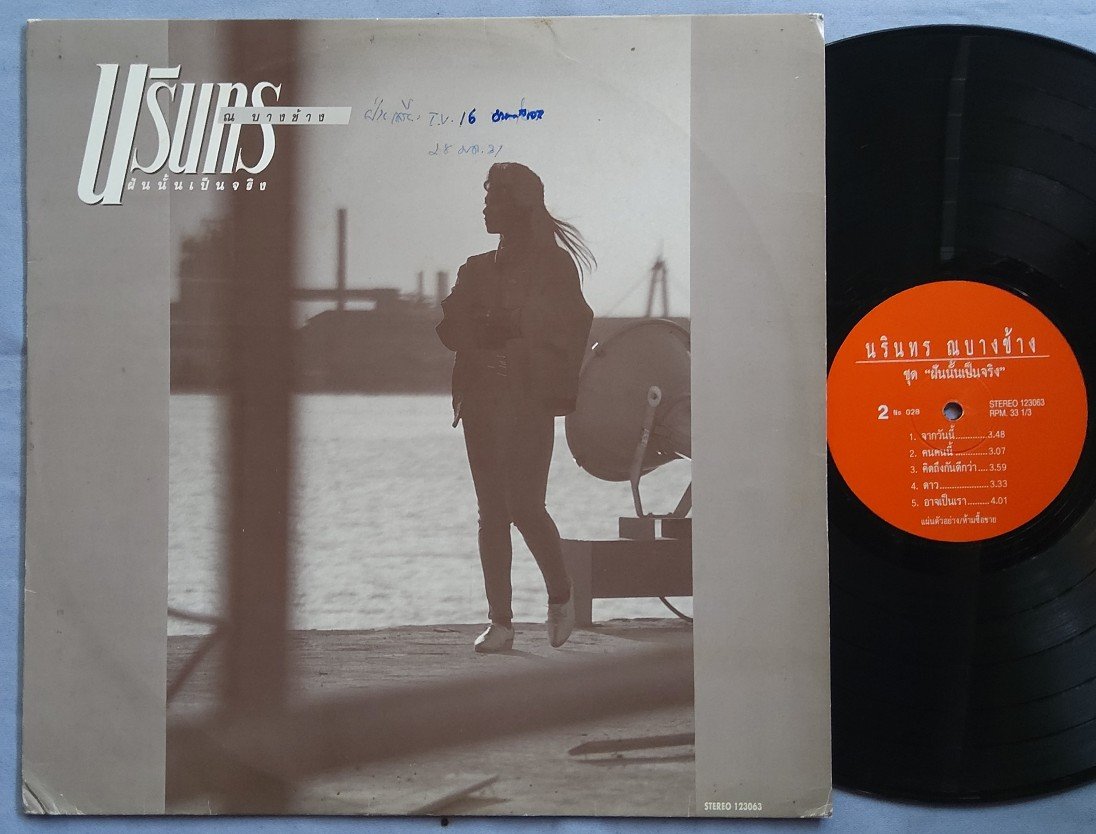 นรินทร
ณ บางช้าง
ฝันนั้นเป็นจริง
T.V. 16
28
STEREO 123063
นรินทร ณบางช้าง
ชุด “ฝันนั้นเป็นจริง”
2 No 028
STEREO 123063
RPM. 33 1/3
1. จากวันนี้............3.48
2. คนคนนี้............3.07
3. คิดถึงกันดีกว่า....3.59
4. ดาว....................3.33
5. อาจเป็นเรา.........4.01
แผ่นตัวอย่าง/ห้ามซื้อขาย